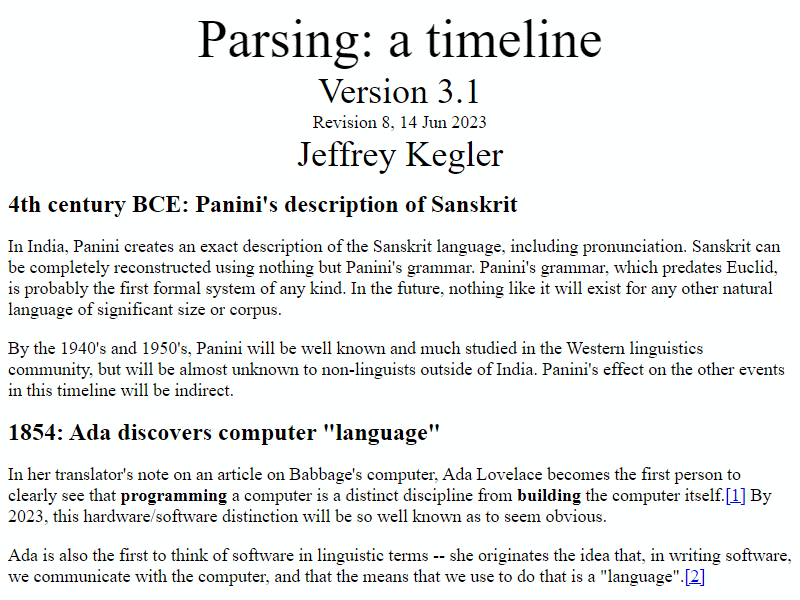 Parsing: a timeline
Version 3.1
Revision 8, 14 Jun 2023
Jeffrey Kegler
4th century BCE: Panini's description of Sanskrit
In India, Panini creates an exact description of the Sanskrit language, including pronunciation. Sanskrit can
be completely reconstructed using nothing but Panini's grammar. Panini's grammar, which predates Euclid,
is probably the first formal system of any kind. In the future, nothing like it will exist for any other natural
language of significant size or corpus.
By the 1940's and 1950's, Panini will be well known and much studied in the Western linguistics
community, but will be almost unknown to non-linguists outside of India. Panini's effect on the other events
in this timeline will be indirect.
1854: Ada discovers computer "language"
In her translator's note on an article on Babbage's computer, Ada Lovelace becomes the first person to
clearly see that programming a computer is a distinct discipline from building the computer itself.[1] By
2023, this hardware/software distinction will be so well known as to seem obvious.
Ada is also the first to think of software in linguistic terms -- she originates the idea that, in writing software,
we communicate with the computer, and that the means that we use to do that is a "language".[2]